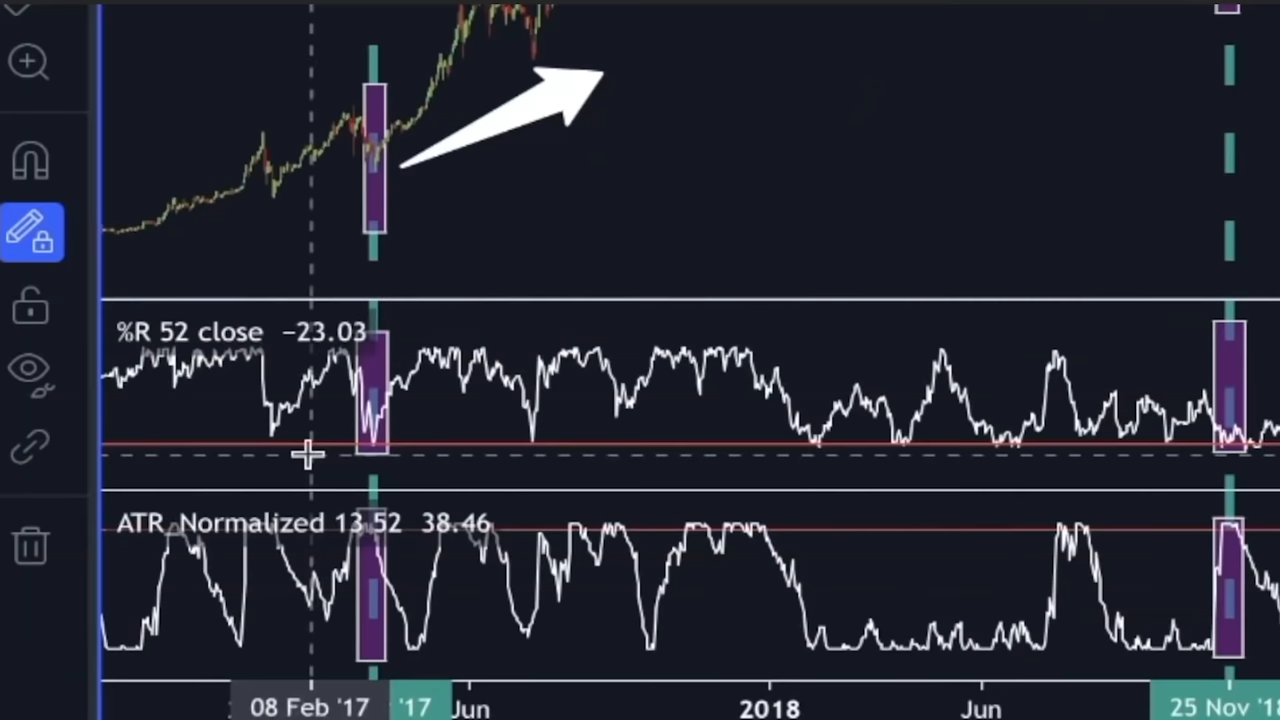 %R 52 close −23.03
ATR Normalized 13 52 38.46
08 Feb '17 '17 Jun 2018 Jun 25 Nov '18